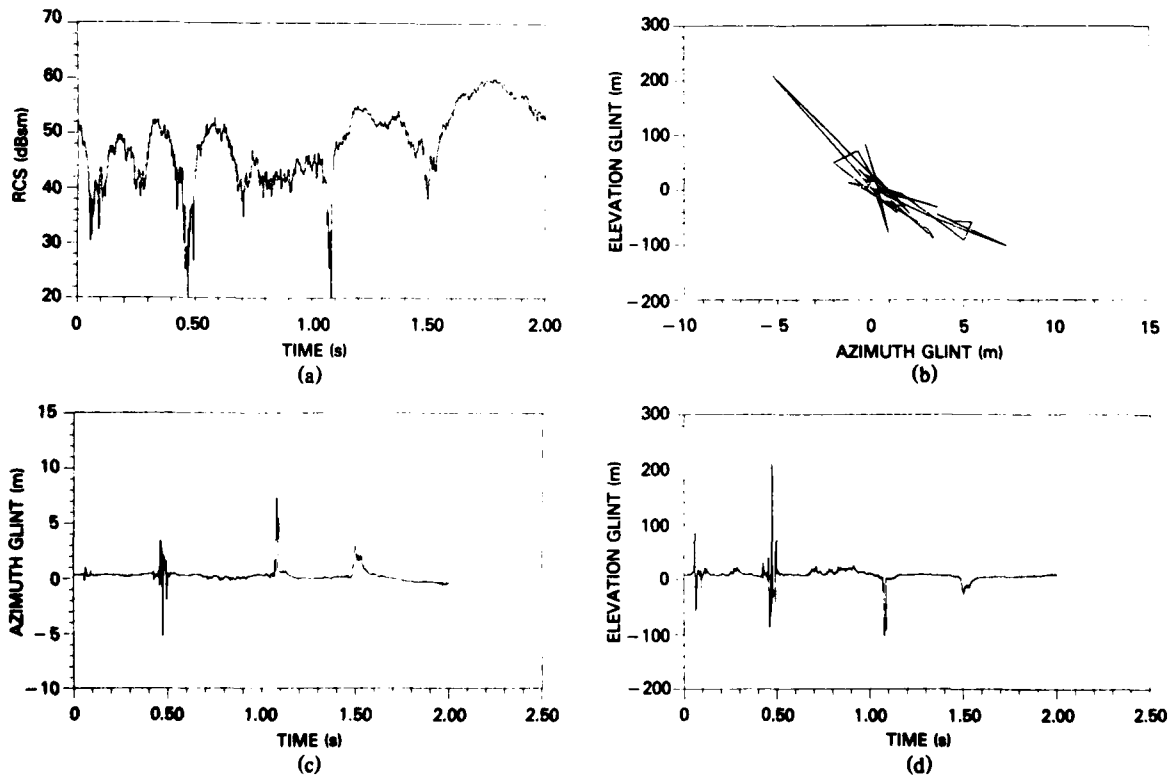 70
60
50
40
30
20
RCS (dBsm)
0 0.50 1.00 1.50 2.00
TIME (s)
(a)
300
200
100
0
−100
−200
ELEVATION GLINT (m)
−10 −5 0 5 10 15
AZIMUTH GLINT (m)
(b)
15
10
5
0
−5
−10
AZIMUTH GLINT (m)
0 0.50 1.00 1.50 2.00 2.50
TIME (s)
(c)
300
200
100
0
−100
−200
ELEVATION GLINT (m)
0 0.50 1.00 1.50 2.00 2.50
TIME (s)
(d)